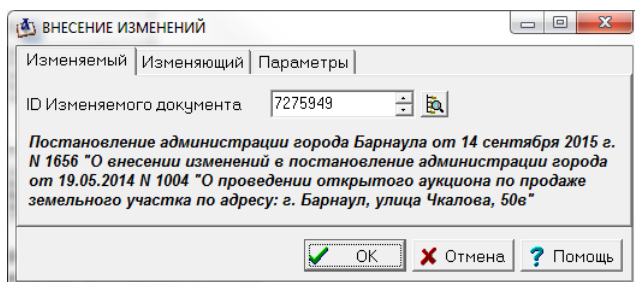 ВНЕСЕНИЕ ИЗМЕНЕНИЙ
Изменяемый Изменяющий Параметры
ID Изменяемого документа 7275949
Постановление администрации города Барнаула от 14 сентября 2015 г.
N 1656 "О внесении изменений в постановление администрации города
от 19.05.2014 N 1004 "О проведении открытого аукциона по продаже
земельного участка по адресу: г. Барнаул, улица Чкалова, 50в"
OK Отмена ? Помощь